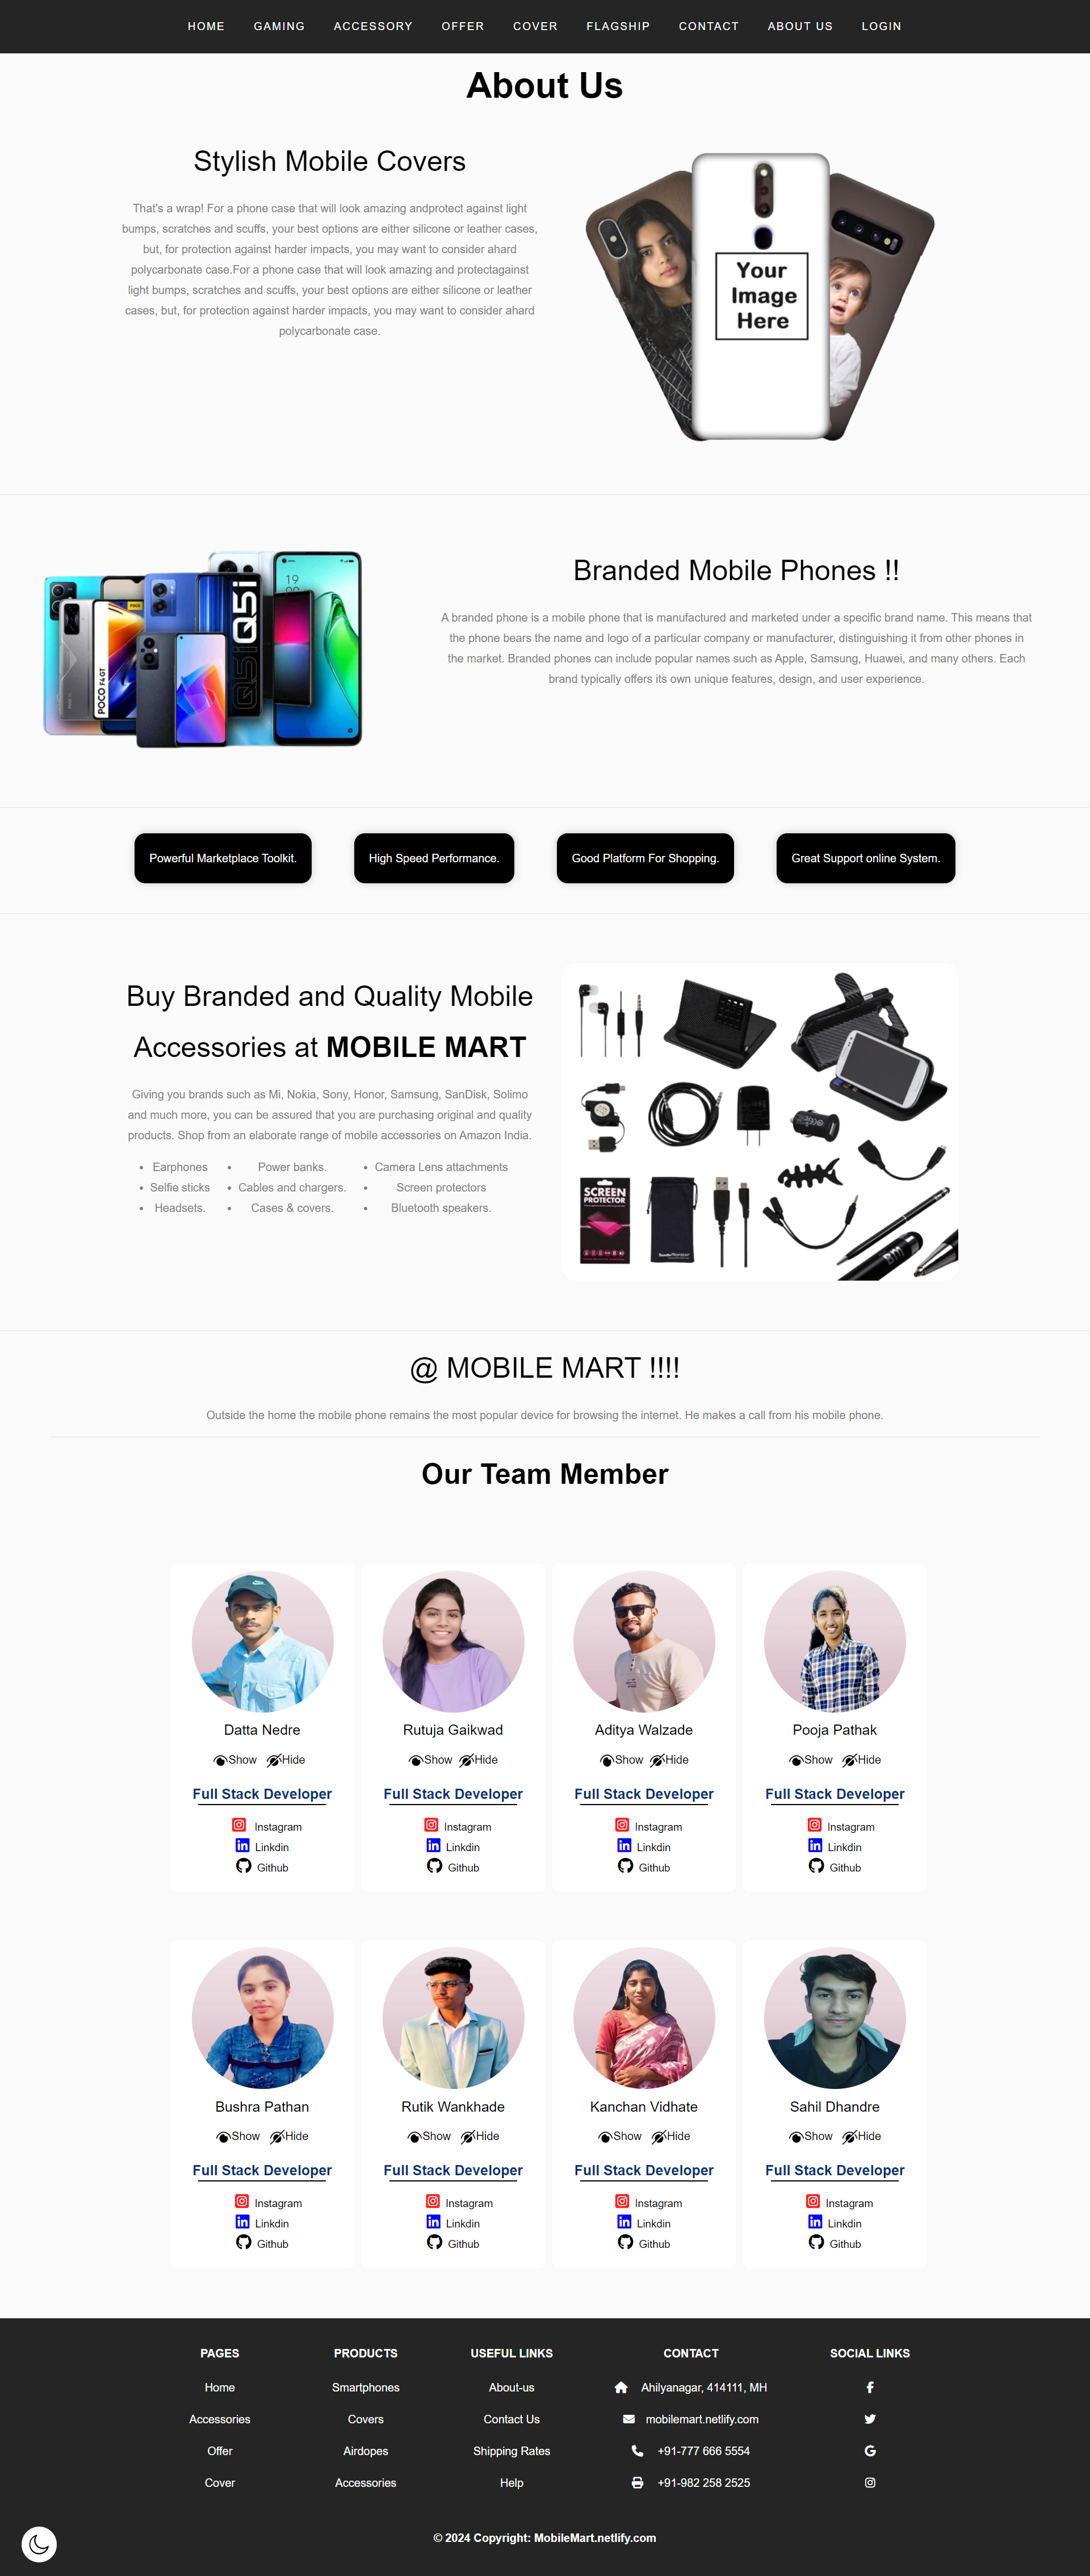 HOME GAMING ACCESSORY OFFER COVER FLAGSHIP CONTACT ABOUT US LOGIN
About Us
Stylish Mobile Covers
That's a wrap! For a phone case that will look amazing andprotect against light
bumps, scratches and scuffs, your best options are either silicone or leather cases,
but, for protection against harder impacts, you may want to consider ahard
polycarbonate case.For a phone case that will look amazing and protectagainst
light bumps, scratches and scuffs, your best options are either silicone or leather
cases, but, for protection against harder impacts, you may want to consider ahard
polycarbonate case.
Your
Image
Here
Branded Mobile Phones !!
A branded phone is a mobile phone that is manufactured and marketed under a specific brand name. This means that
the phone bears the name and logo of a particular company or manufacturer, distinguishing it from other phones in
the market. Branded phones can include popular names such as Apple, Samsung, Huawei, and many others. Each
brand typically offers its own unique features, design, and user experience.
19
POCO
POCO F4 GT
Q5i
Q5i
Powerful Marketplace Toolkit.
High Speed Performance.
Good Platform For Shopping.
Great Support online System.
Buy Branded and Quality Mobile
Accessories at MOBILE MART
Giving you brands such as Mi, Nokia, Sony, Honor, Samsung, SanDisk, Solimo
and much more, you can be assured that you are purchasing original and quality
products. Shop from an elaborate range of mobile accessories on Amazon India.
• Earphones • Power banks. • Camera Lens attachments
• Selfie sticks • Cables and chargers. • Screen protectors
• Headsets. • Cases & covers. • Bluetooth speakers.
SCREEN
PROTECTOR
@ MOBILE MART !!!!
Outside the home the mobile phone remains the most popular device for browsing the internet. He makes a call from his mobile phone.
Our Team Member
Datta Nedre
Show Hide
Full Stack Developer
Instagram
Linkdin
Github
Rutuja Gaikwad
Show Hide
Full Stack Developer
Instagram
Linkdin
Github
Aditya Walzade
Show Hide
Full Stack Developer
Instagram
Linkdin
Github
Pooja Pathak
Show Hide
Full Stack Developer
Instagram
Linkdin
Github
Bushra Pathan
Show Hide
Full Stack Developer
Instagram
Linkdin
Github
Rutik Wankhade
Show Hide
Full Stack Developer
Instagram
Linkdin
Github
Kanchan Vidhate
Show Hide
Full Stack Developer
Instagram
Linkdin
Github
Sahil Dhandre
Show Hide
Full Stack Developer
Instagram
Linkdin
Github
PAGES
Home
Accessories
Offer
Cover
PRODUCTS
Smartphones
Covers
Airdopes
Accessories
USEFUL LINKS
About-us
Contact Us
Shipping Rates
Help
CONTACT
Ahilyanagar, 414111, MH
mobilemart.netlify.com
+91-777 666 5554
+91-982 258 2525
SOCIAL LINKS
© 2024 Copyright: MobileMart.netlify.com